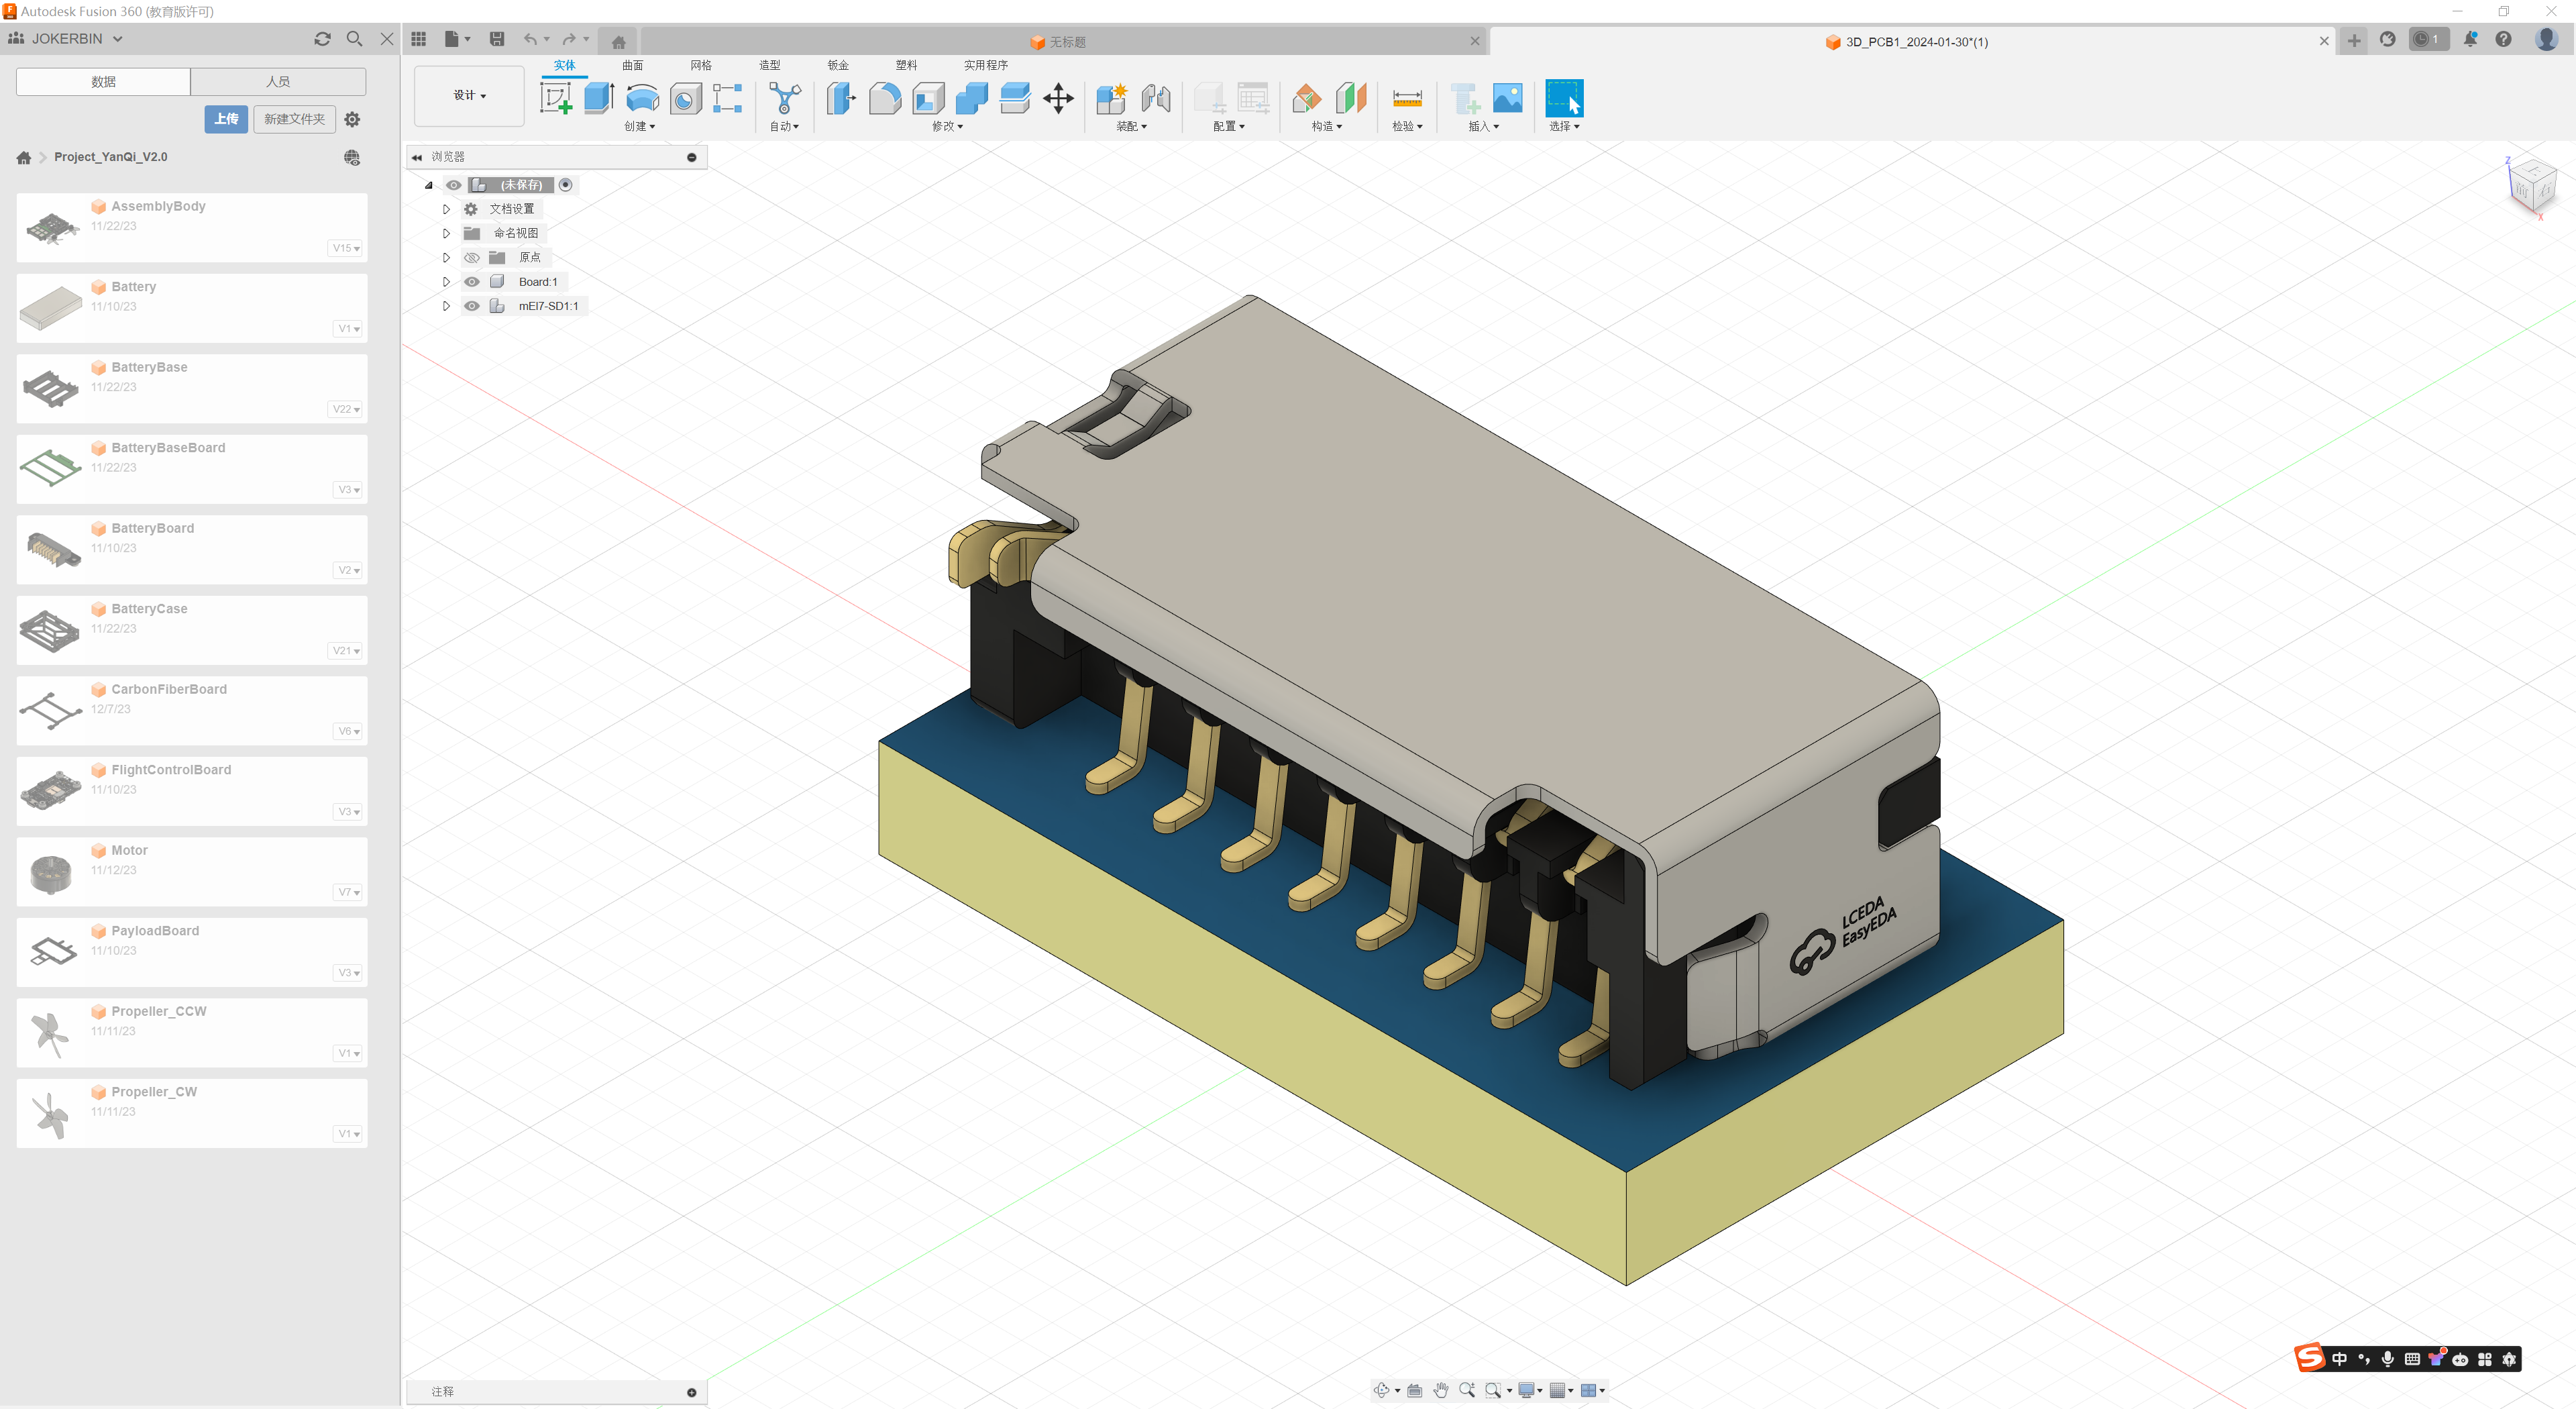 Autodesk Fusion 360 (教育版许可)
JOKERBIN
无标题
3D_PCB1_2024-01-30*(1)
1
数据
人员
上传
新建文件夹
Project_YanQi_V2.0
AssemblyBody
11/22/23
V15
Battery
11/10/23
V1
BatteryBase
11/22/23
V22
BatteryBaseBoard
11/22/23
V3
BatteryBoard
11/10/23
V2
BatteryCase
11/22/23
V21
CarbonFiberBoard
12/7/23
V6
FlightControlBoard
11/10/23
V3
Motor
11/12/23
V7
PayloadBoard
11/10/23
V3
Propeller_CCW
11/11/23
V1
Propeller_CW
11/11/23
V1
设计
实体
曲面
网格
造型
钣金
塑料
实用程序
创建
自动
修改
装配
配置
构造
检验
插入
选择
浏览器
(未保存)
文档设置
命名视图
原点
Board:1
mEI7-SD1:1
Z
前
右
X
LCEDA
EasyEDA
注释
中